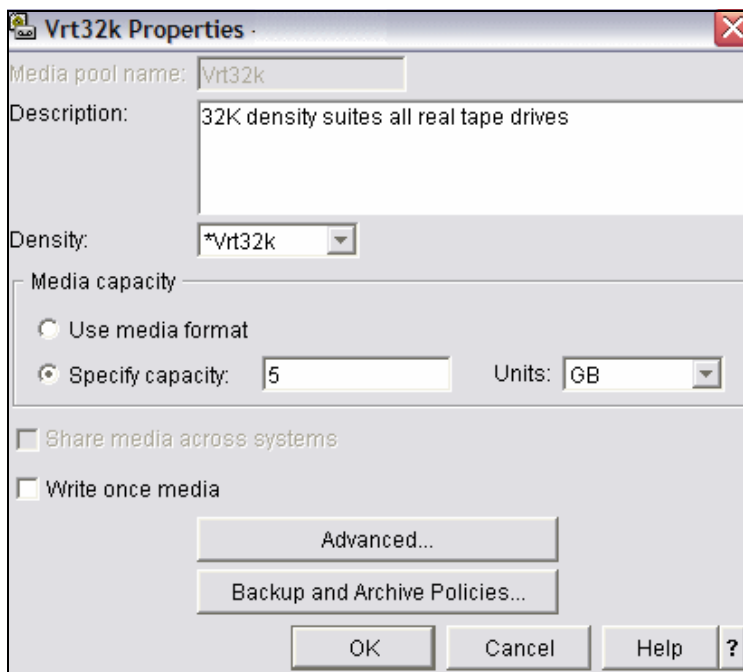 Vrt32k Properties -
Media pool name: Vrt32k
Description: 32K density suites all real tape drives
Density: *Vrt32k
Media capacity
Use media format
Specify capacity: 5 Units: GB
Share media across systems
Write once media
Advanced...
Backup and Archive Policies...
OK Cancel Help ?